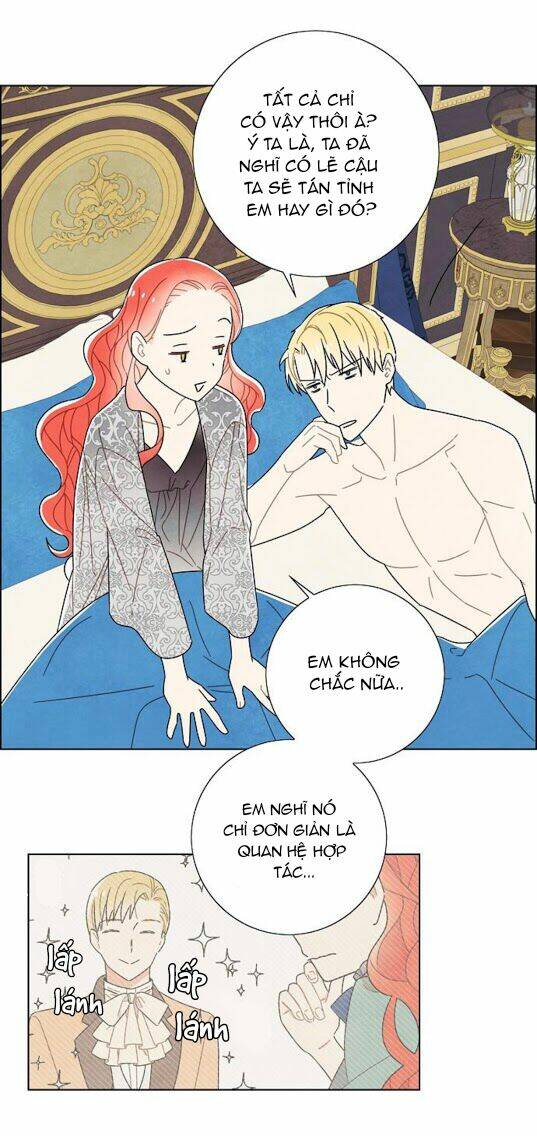 TẤT CẢ CHỈ
CÓ VẬY THÔI À?
Ý TA LÀ, TA ĐÃ
NGHĨ CÓ LẼ CẬU
TA SẼ TÁN TỈNH
EM HAY GÌ ĐÓ?
EM KHÔNG
CHẮC NỮA..
EM NGHĨ NÓ
CHỈ ĐƠN GIẢN LÀ
QUAN HỆ HỢP
TÁC...
lấp
lánh
lấp
lánh